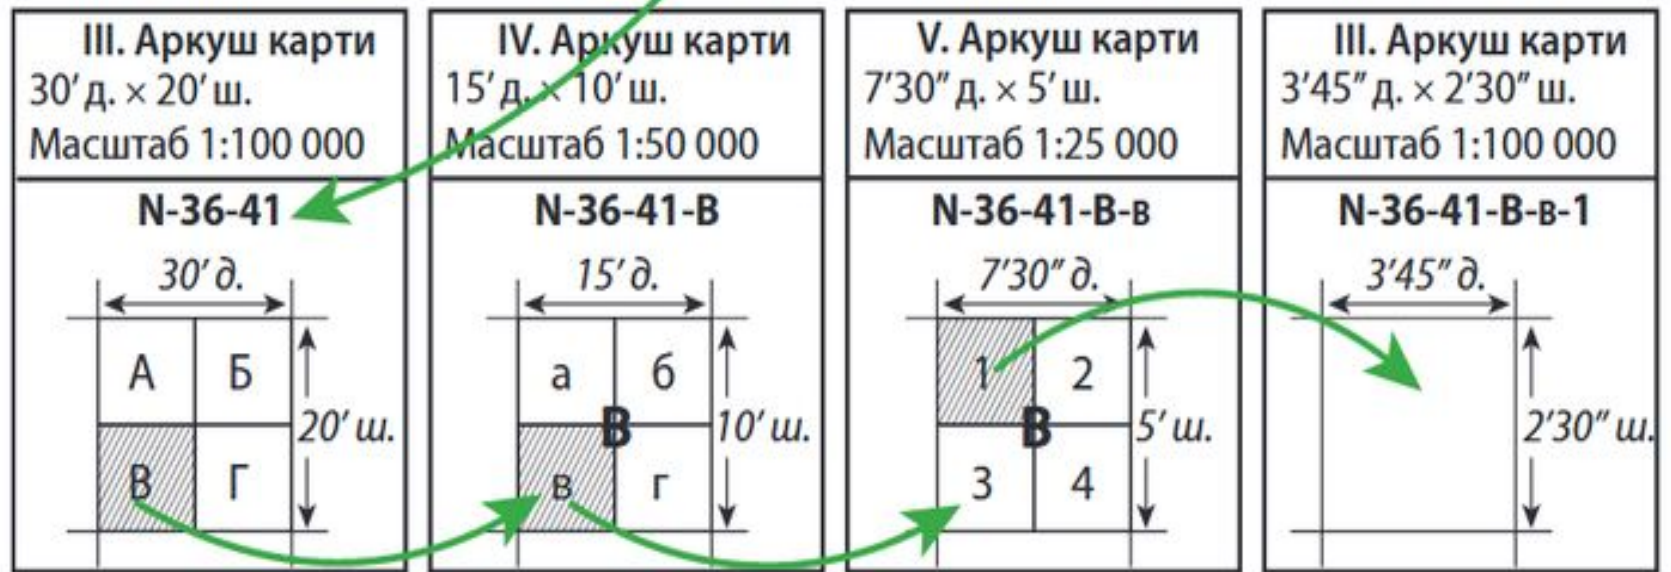 III. Аркуш карти
30′ д. × 20′ ш.
Масштаб 1:100 000
N-36-41
30′ д.
А Б
20′ ш.
В Г
IV. Аркуш карти
15′ д. × 10′ ш.
Масштаб 1:50 000
N-36-41-В
15′ д.
а б
В
10′ ш.
в г
V. Аркуш карти
7′30″ д. × 5′ ш.
Масштаб 1:25 000
N-36-41-В-в
7′30″ д.
1 2
В
5′ ш.
3 4
III. Аркуш карти
3′45″ д. × 2′30″ ш.
Масштаб 1:100 000
N-36-41-В-в-1
3′45″ д.
2′30″ ш.